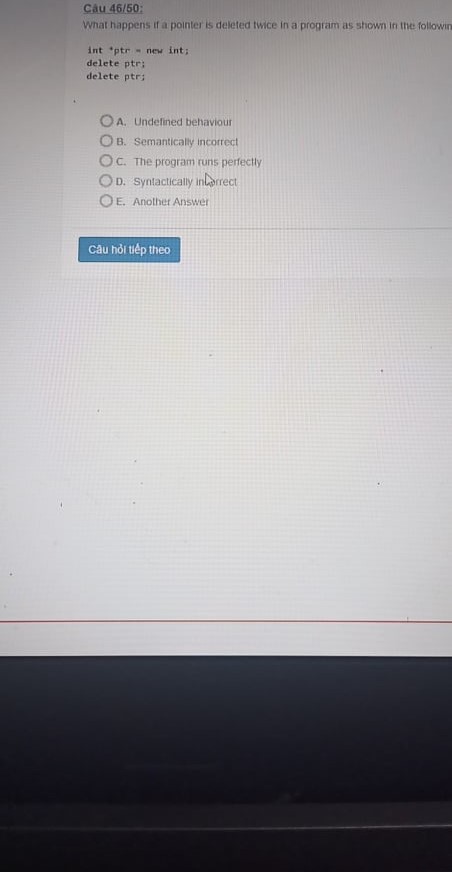 Câu 46/50:
What happens if a pointer is deleted twice in a program as shown in the
int *ptr = new int;
delete ptr;
delete ptr;
A. Undefined behaviour
B. Semantically incorrect
C. The program runs perfectly
D. Syntactically incorrect
E. Another Answer
Câu hỏi tiếp theo